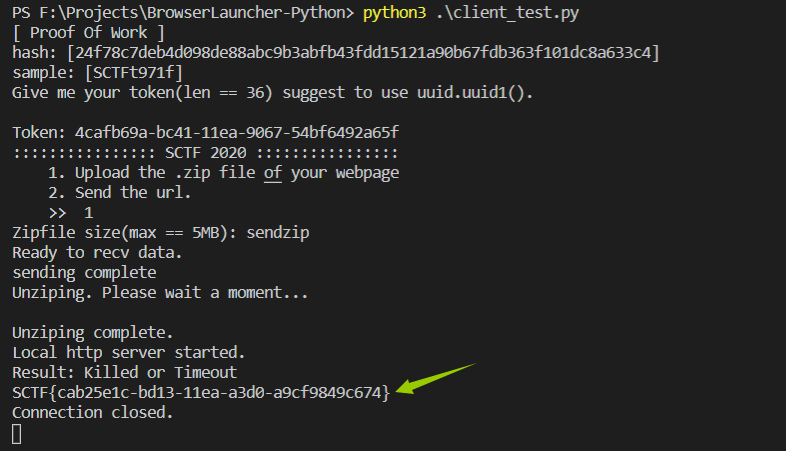 PS F:\Projects\BrowserLauncher-Python> python3 .\client_test.py
[ Proof Of Work ]
hash: [24f78c7deb4d098de88abc9b3abfb43fdd15121a90b67fdb363f101dc8a633c4]
sample: [SCTFt971f]
Give me your token(len == 36) suggest to use uuid.uuid1().
Token: 4cafb69a-bc41-11ea-9067-54bf6492a65f
:::::::::::::::: SCTF 2020 ::::::::::::::::
1. Upload the .zip file of your webpage
2. Send the url.
>> 1
Zipfile size(max == 5MB): sendzip
Ready to recv data.
sending complete
Unziping. Please wait a moment...
Unziping complete.
Local http server started.
Result: Killed or Timeout
SCTF{cab25e1c-bd13-11ea-a3d0-a9cf9849c674}
Connection closed.